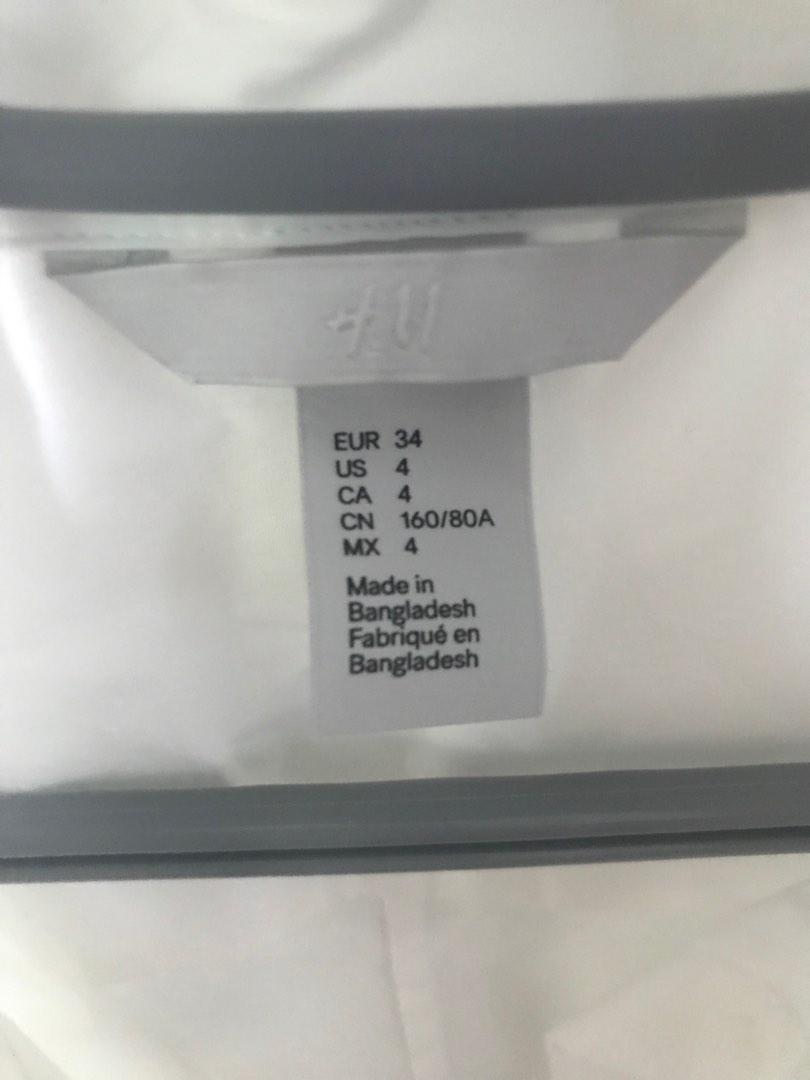 H&M
EUR 34
US 4
CA 4
CN 160/80A
MX 4
Made in
Bangladesh
Fabriqué en
Bangladesh